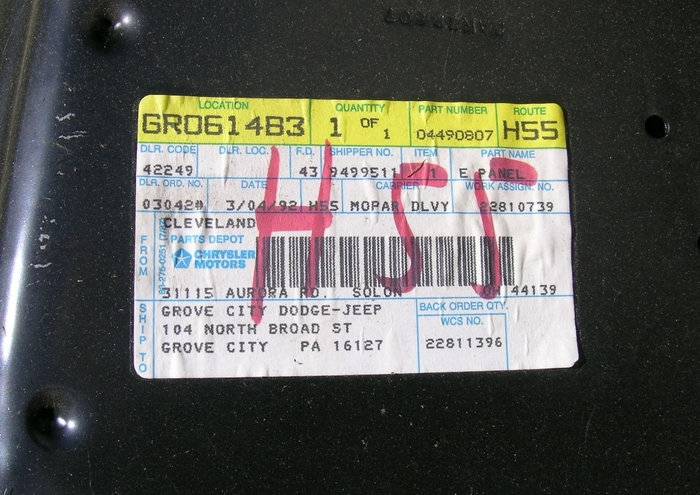 LOCATION QUANTITY PART NUMBER ROUTE
GR0614B3 1 OF 1 04490807 H55
DLR. CODE DLR. LOC. F.D. SHIPPER NO. ITEM PART NAME
42249 43 9499511 / 1 E PANEL
DLR. ORD. NO. DATE CARRIER WORK ASSIGN. NO.
03042# 3/04/92 H55 MOPAR DLVY 22810739
H55
FROM
CLEVELAND
PARTS DEPOT
CHRYSLER
MOTORS
31115 AURORA RD. SOLON OH 44139
SHIP TO
GROVE CITY DODGE-JEEP
104 NORTH BROAD ST
GROVE CITY PA 16127
BACK ORDER QTY.
WCS NO.
22811396